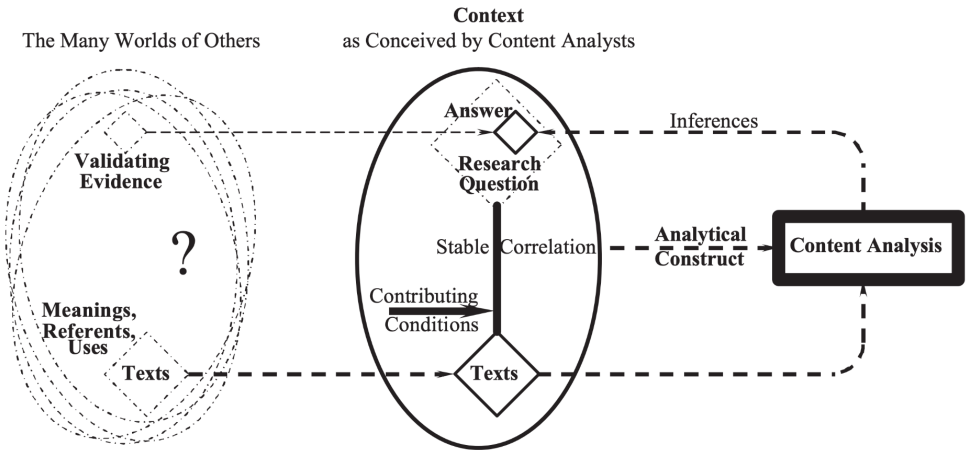 Context
The Many Worlds of Others
as Conceived by Content Analysts
Answer
Inferences
Validating
Evidence
Research
Question
?
Stable Correlation
Analytical
Construct
Content Analysis
Contributing
Conditions
Meanings,
Referents,
Uses
Texts
Texts